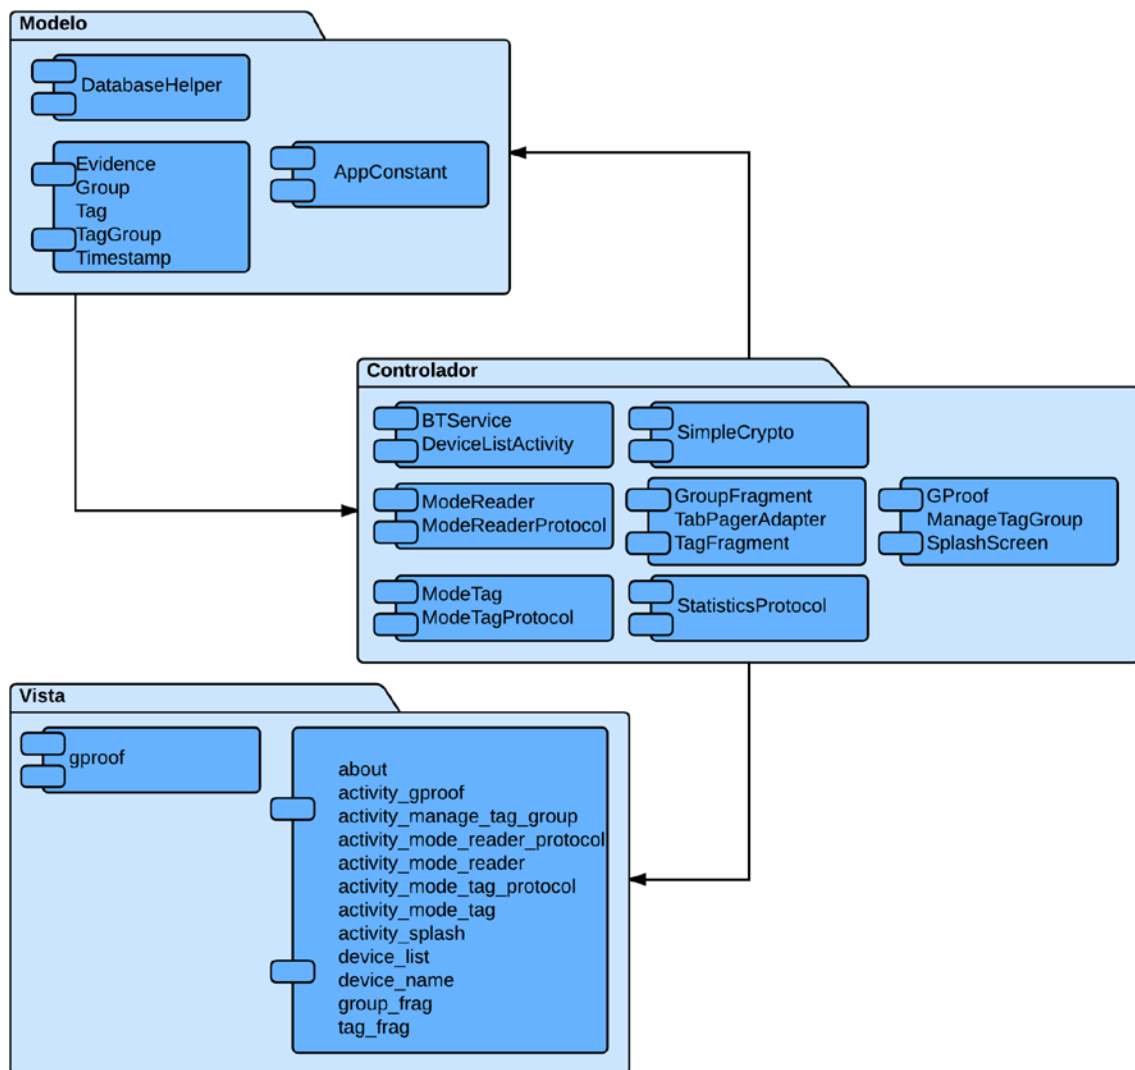 Modelo
DatabaseHelper
Evidence
Group
Tag
TagGroup
Timestamp
AppConstant
Controlador
BTService
DeviceListActivity
SimpleCrypto
ModeReader
ModeReaderProtocol
GroupFragment
TabPagerAdapter
TagFragment
GProof
ManageTagGroup
SplashScreen
ModeTag
ModeTagProtocol
StatisticsProtocol
Vista
gproof
about
activity_gproof
activity_manage_tag_group
activity_mode_reader_protocol
activity_mode_reader
activity_mode_tag_protocol
activity_mode_tag
activity_splash
device_list
device_name
group_frag
tag_frag